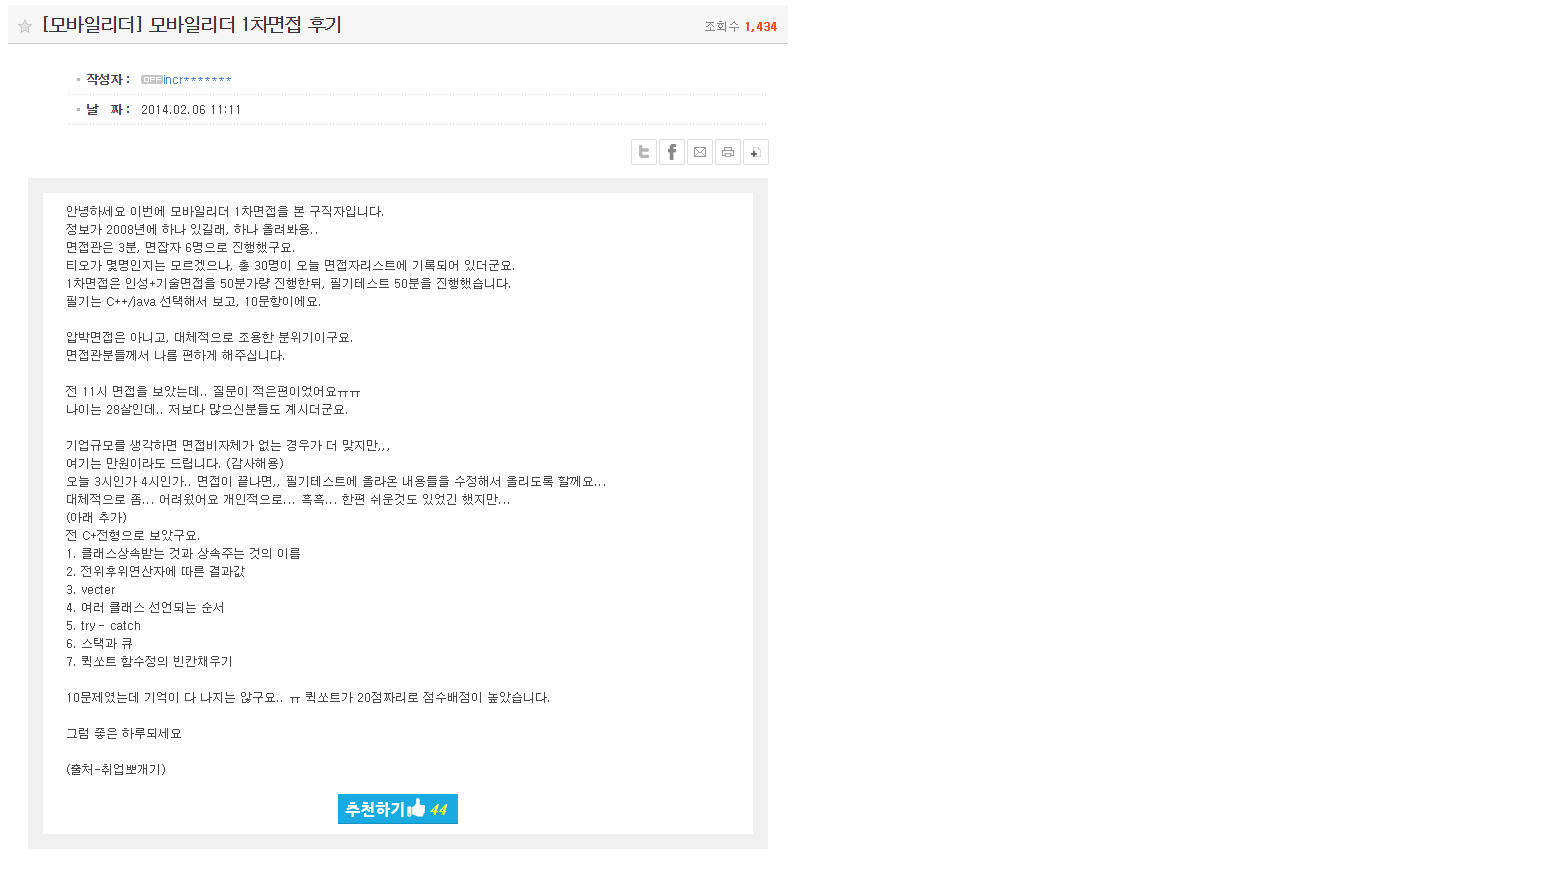 [모바일리더] 모바일리더 1차면접 후기
조회수 1,434
작성자 : OFF incr*******
날 짜 : 2014.02.06 11:11
안녕하세요 이번에 모바일리더 1차면접을 본 구직자입니다.
정보가 2008년에 하나 있길래, 하나 올려봐용..
면접관은 3분, 면잡자 6명으로 진행했구요.
티오가 몇명인지는 모르겠으나, 총 30명이 오늘 면접자리스트에 기록되어 있더군요.
1차면접은 인성+기술면접을 50분가량 진행한뒤, 필기테스트 50분을 진행했습니다.
필기는 C++/java 선택해서 보고, 10문항이에요.
압박면접은 아니고, 대체적으로 조용한 분위기이구요.
면접관분들께서 나름 편하게 해주십니다.
전 11시 면접을 보았는데.. 질문이 적은편이었어요ㅠㅠ
나이는 28살인데.. 저보다 많으신분들도 계시더군요.
기업규모를 생각하면 면접비자체가 없는 경우가 더 맞지만,,,
여기는 만원이라도 드립니다. (감사해용)
오늘 3시인가 4시인가.. 면접이 끝나면,, 필기테스트에 올라온 내용들을 수정해서 올리도록 할께요...
대체적으로 좀... 어려웠어요 개인적으로... 흑흑... 한편 쉬운것도 있었긴 했지만...
(아래 추가)
전 C+전형으로 보았구요.
1. 클래스상속받는 것과 상속주는 것의 이름
2. 전위후위연산자에 따른 결과값
3. vecter
4. 여러 클래스 선언되는 순서
5. try - catch
6. 스택과 큐
7. 퀵쏘트 함수정의 빈칸채우기
10문제였는데 기억이 다 나지는 않구요.. ㅠ 퀵쏘트가 20점짜리로 점수배점이 높았습니다.
그럼 좋은 하루되세요
(출처-취업뽀개기)
추천하기 44